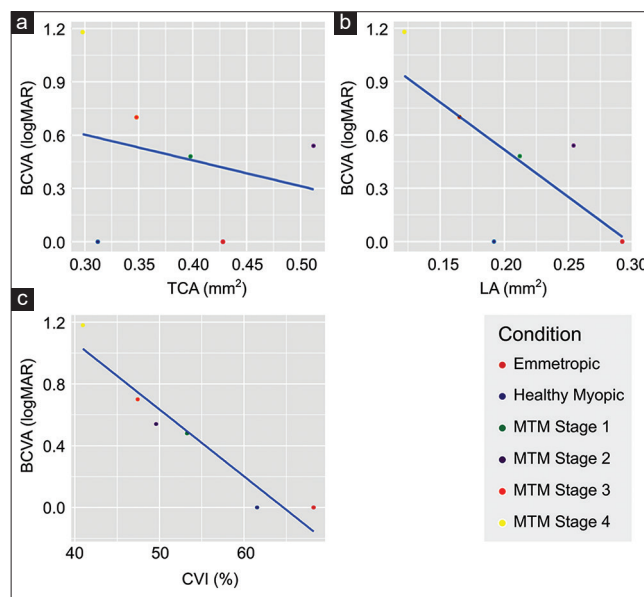 a
BCVA (logMAR)
1.2
0.9
0.6
0.3
0.0
0.30 0.35 0.40 0.45 0.50
TCA (mm²)
b
BCVA (logMAR)
1.2
0.9
0.6
0.3
0.0
0.15 0.20 0.25 0.30
LA (mm²)
c
BCVA (logMAR)
1.2
0.8
0.4
0.0
40 50 60
CVI (%)
Condition
Emmetropic
Healthy Myopic
MTM Stage 1
MTM Stage 2
MTM Stage 3
MTM Stage 4